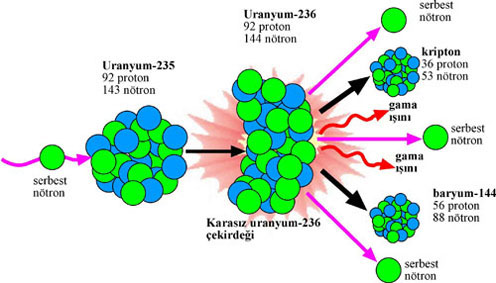 serbest
nötron
Uranyum-235
92 proton
143 nötron
Uranyum-236
92 proton
144 nötron
Karasız uranyum-236
çekirdeği
serbest
nötron
kripton
36 proton
53 nötron
gama
ışını
serbest
nötron
gama
ışını
baryum-144
56 proton
88 nötron
serbest
nötron